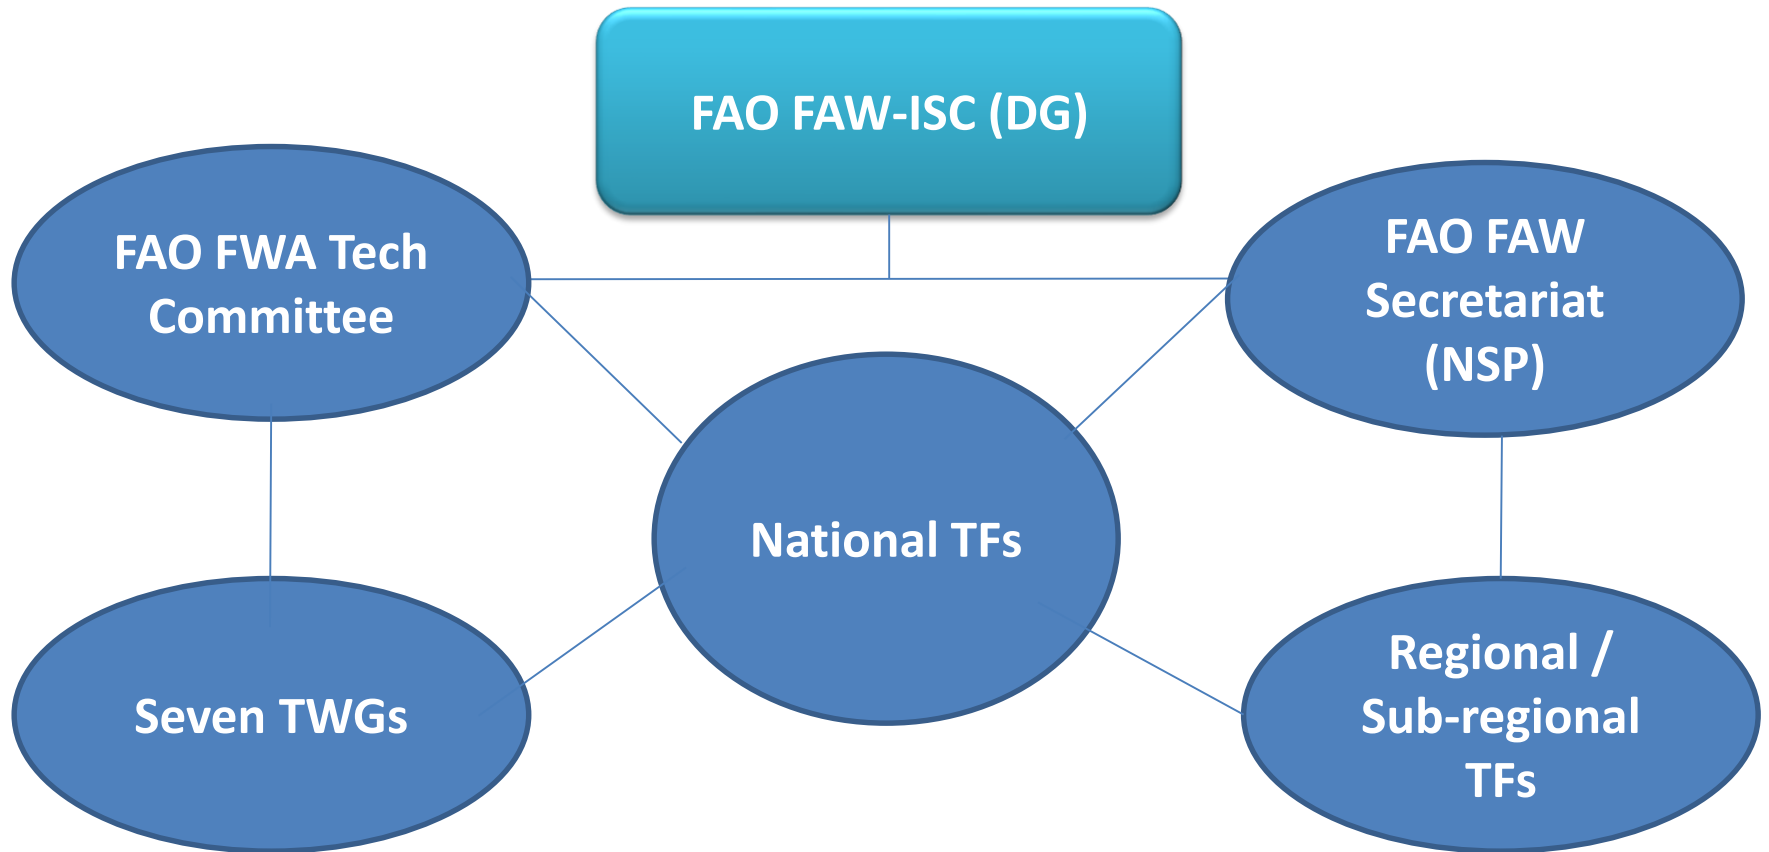 FAO FAW-ISC (DG)
FAO FWA Tech
Committee
FAO FAW
Secretariat
(NSP)
National TFs
Seven TWGs
Regional /
Sub-regional
TFs